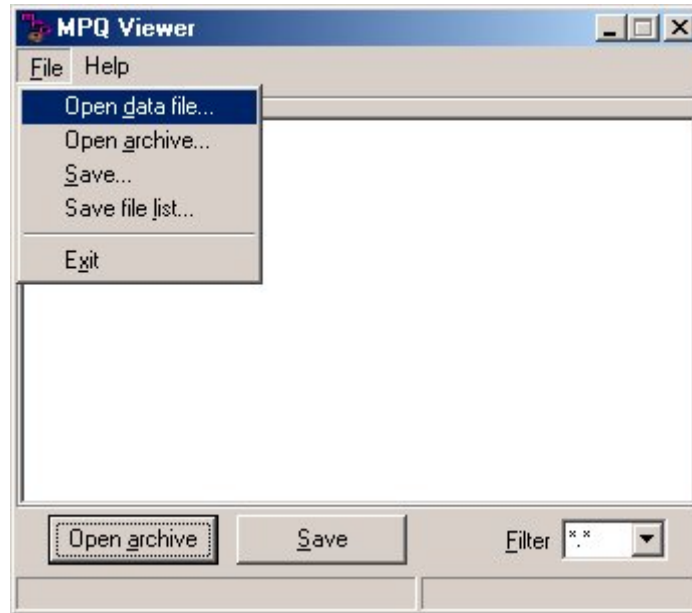 MPQ Viewer
File Help
Open data file...
Open archive...
Save...
Save file list...
Exit
Open archive Save Filter *.*